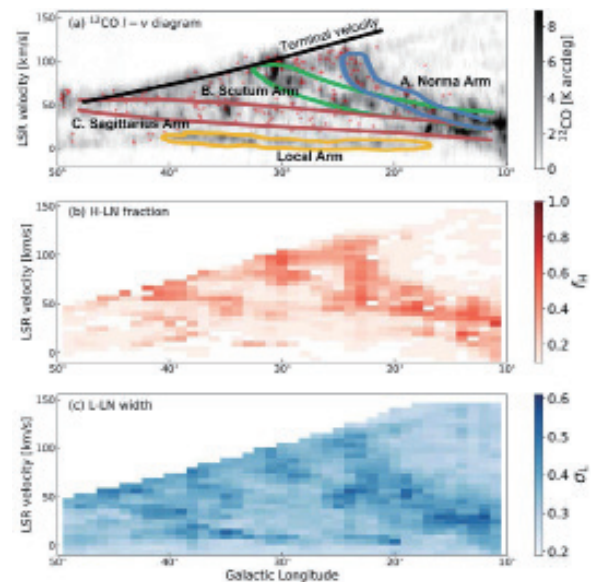 (a) ¹²CO l − v diagram
Terminal velocity
A. Norma Arm
B. Scutum Arm
C. Sagittarius Arm
Local Arm
LSR velocity [km/s]
150
100
50
0
50°
40°
30°
20°
10°
8
6
4
2
0
¹²CO [K arcdeg]
(b) H-LN fraction
LSR velocity [km/s]
150
100
50
0
50°
40°
30°
20°
10°
1.0
0.8
0.6
0.4
0.2
f_H
(c) L-LN width
LSR velocity [km/s]
150
100
50
0
50°
40°
30°
20°
10°
Galactic Longitude
0.6
0.5
0.4
0.3
0.2
σ_L